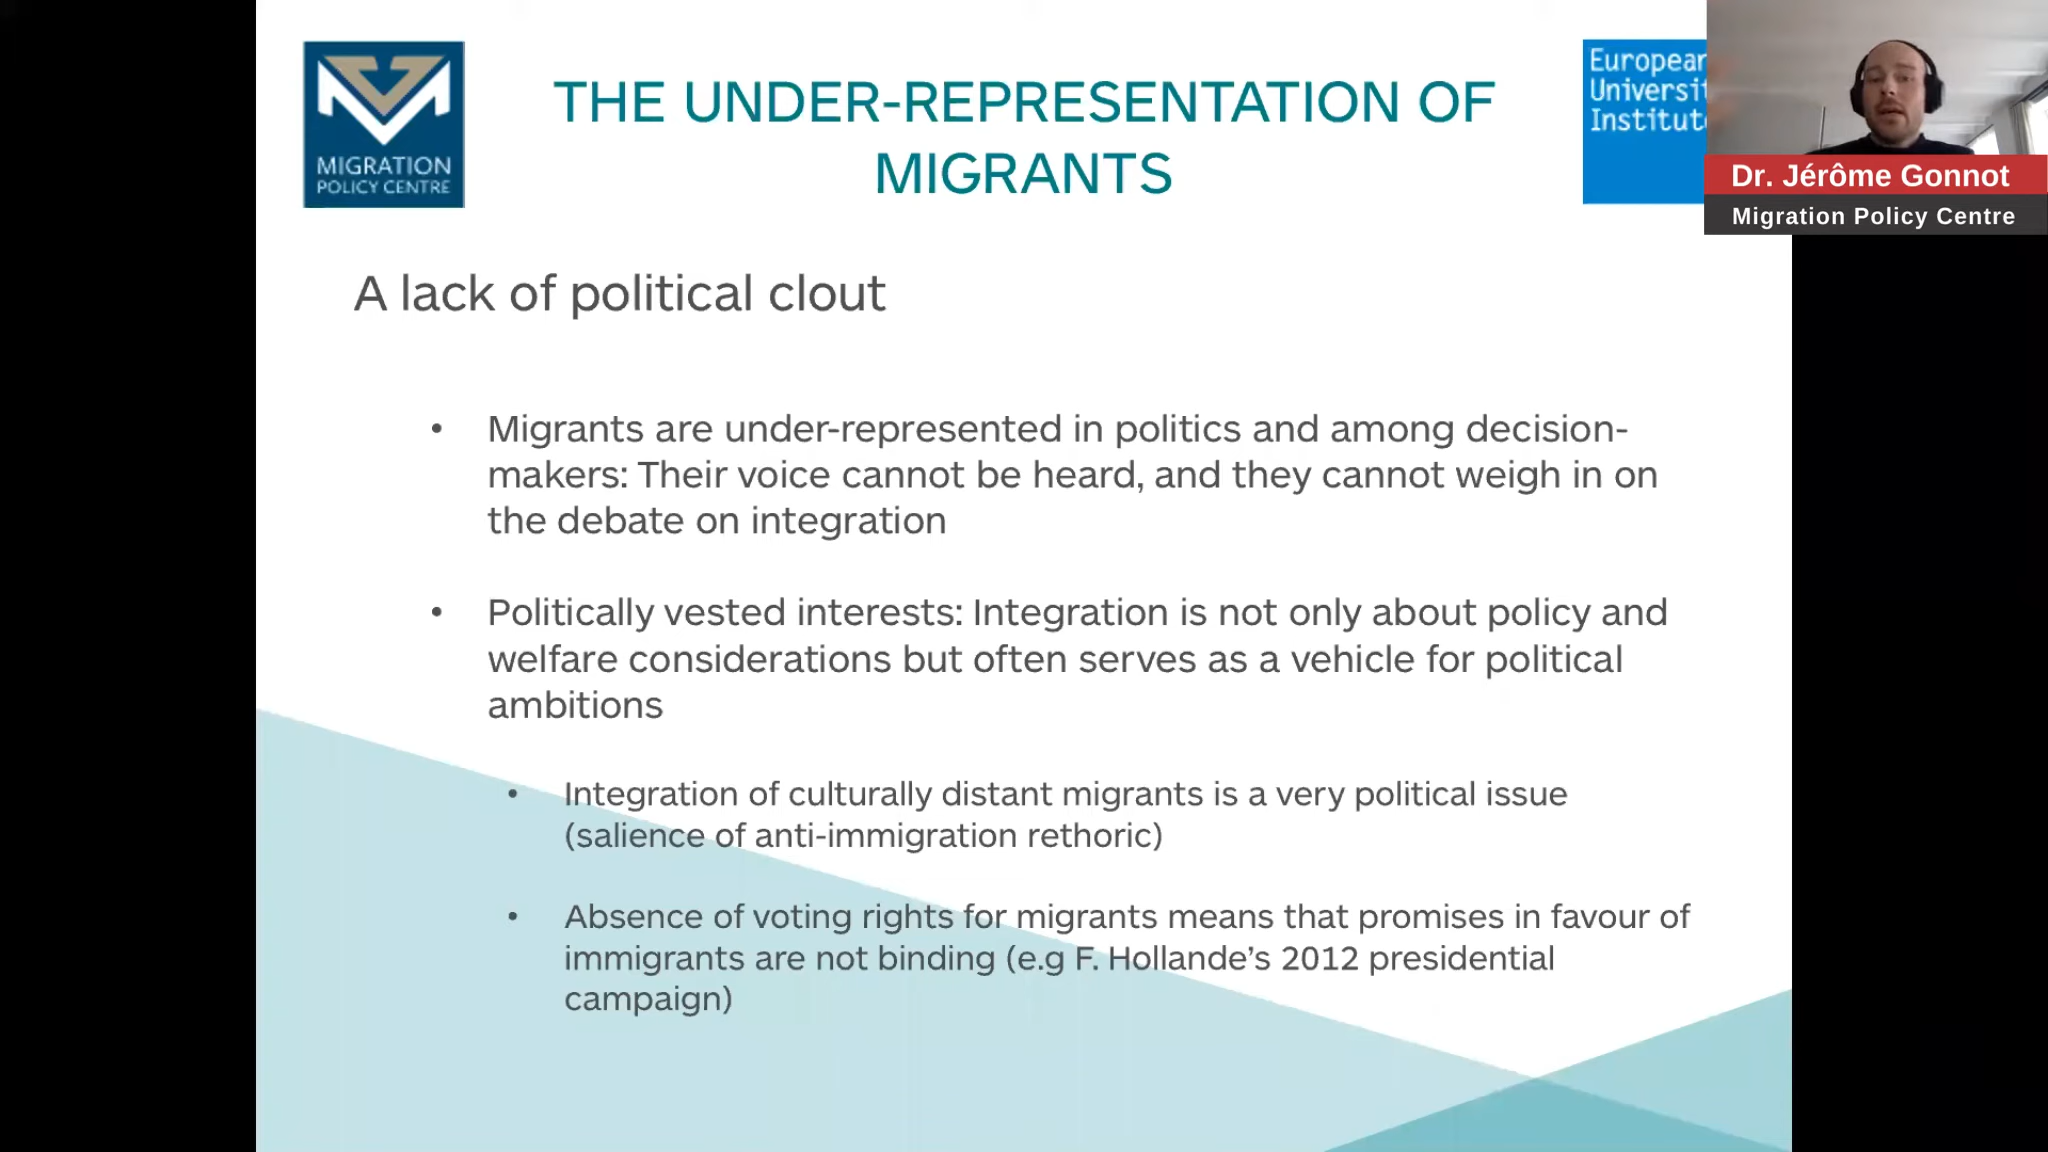 MIGRATION
POLICY CENTRE
THE UNDER-REPRESENTATION OF
MIGRANTS
European
Universit
Institute
Dr. Jérôme Gonnot
Migration Policy Centre
A lack of political clout
• Migrants are under-represented in politics and among decision-
makers: Their voice cannot be heard, and they cannot weigh in on
the debate on integration
• Politically vested interests: Integration is not only about policy and
welfare considerations but often serves as a vehicle for political
ambitions
• Integration of culturally distant migrants is a very political issue
(salience of anti-immigration rethoric)
• Absence of voting rights for migrants means that promises in favour of
immigrants are not binding (e.g F. Hollande’s 2012 presidential
campaign)